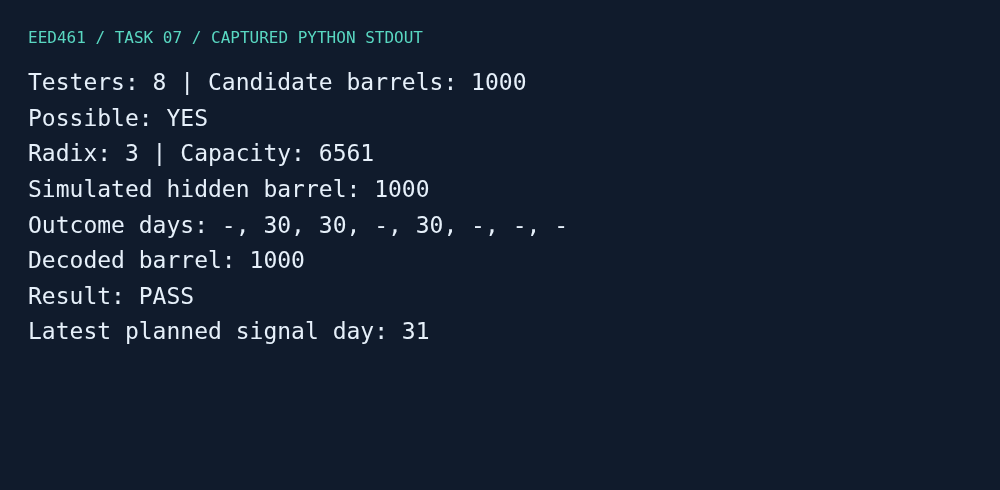 EED461 / TASK 07 / CAPTURED PYTHON STDOUT
Testers: 8 | Candidate barrels: 1000
Possible: YES
Radix: 3 | Capacity: 6561
Simulated hidden barrel: 1000
Outcome days: -, 30, 30, -, 30, -, -, -
Decoded barrel: 1000
Result: PASS
Latest planned signal day: 31